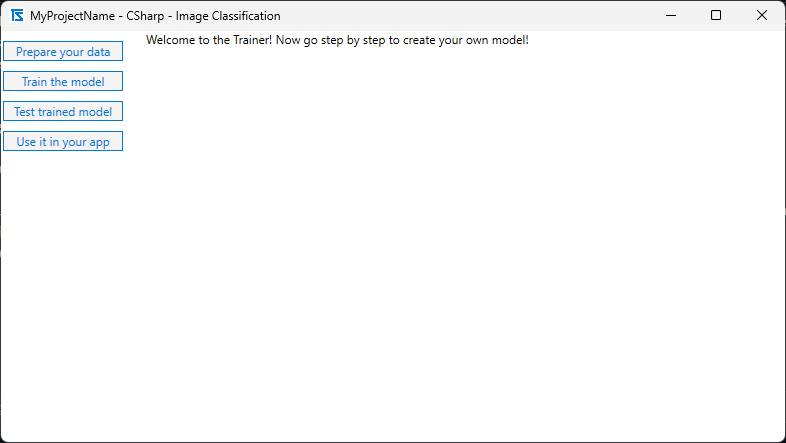 MyProjectName - CSharp - Image Classification
Welcome to the Trainer! Now go step by step to create your own model!
Prepare your data
Train the model
Test trained model
Use it in your app